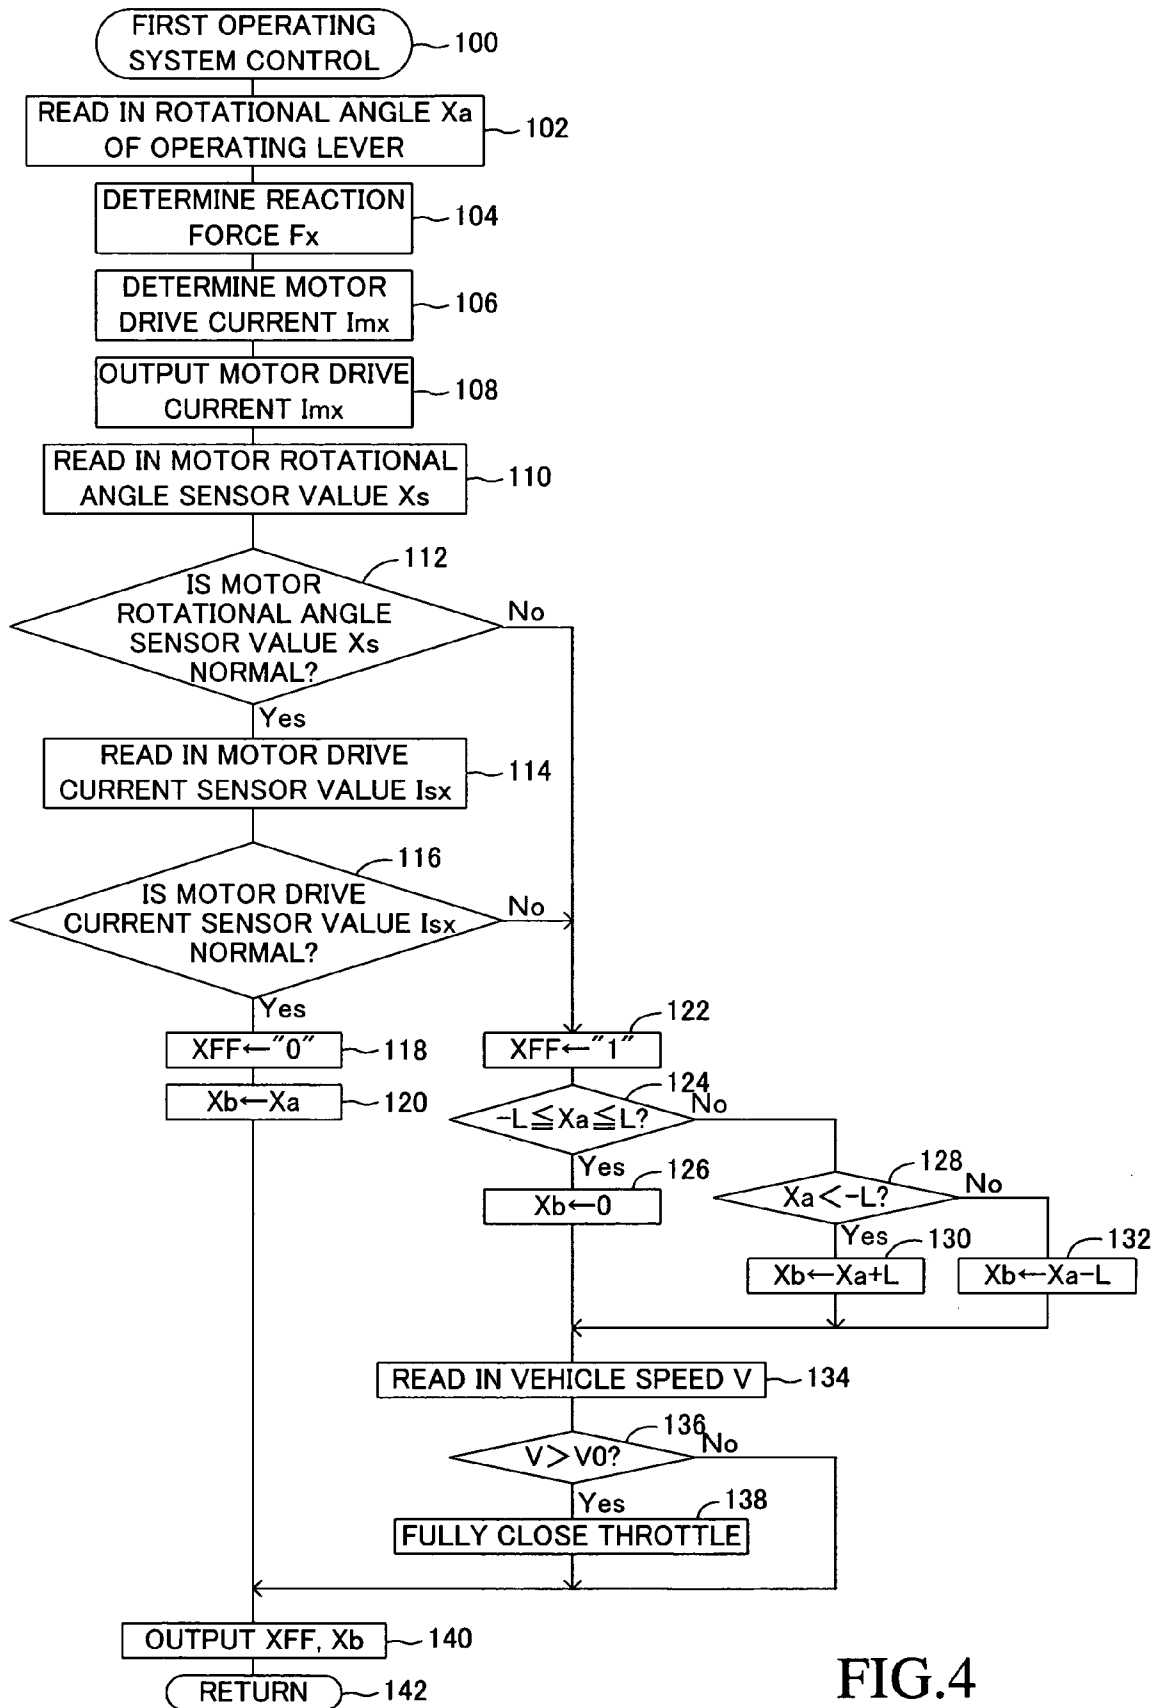 FIRST OPERATING
SYSTEM CONTROL
100
READ IN ROTATIONAL ANGLE Xa
OF OPERATING LEVER
102
DETERMINE REACTION
FORCE Fx
104
DETERMINE MOTOR
DRIVE CURRENT Imx
106
OUTPUT MOTOR DRIVE
CURRENT Imx
108
READ IN MOTOR ROTATIONAL
ANGLE SENSOR VALUE Xs
110
112
IS MOTOR
ROTATIONAL ANGLE
SENSOR VALUE Xs
NORMAL?
No
Yes
READ IN MOTOR DRIVE
CURRENT SENSOR VALUE Isx
114
116
IS MOTOR DRIVE
CURRENT SENSOR VALUE Isx
NORMAL?
No
Yes
XFF←"0"
118
Xb←Xa
120
122
XFF←"1"
124
-L≦Xa≦L?
No
Yes
126
Xb←0
128
Xa<-L?
No
Yes
130
Xb←Xa+L
132
Xb←Xa-L
READ IN VEHICLE SPEED V
134
136
V>V0?
No
Yes
138
FULLY CLOSE THROTTLE
OUTPUT XFF, Xb
140
RETURN
142
FIG.4